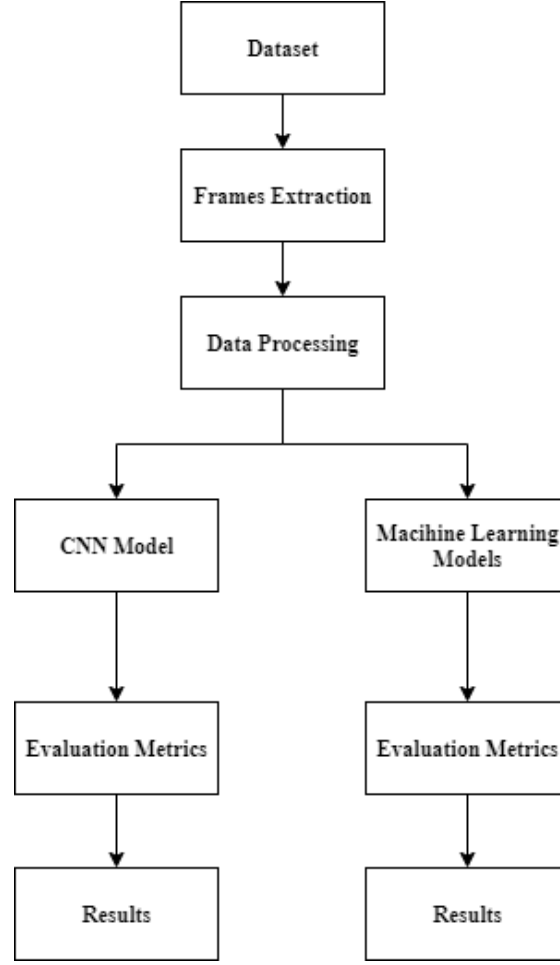 Dataset
Frames Extraction
Data Processing
CNN Model
Macihine Learning
Models
Evaluation Metrics
Evaluation Metrics
Results
Results